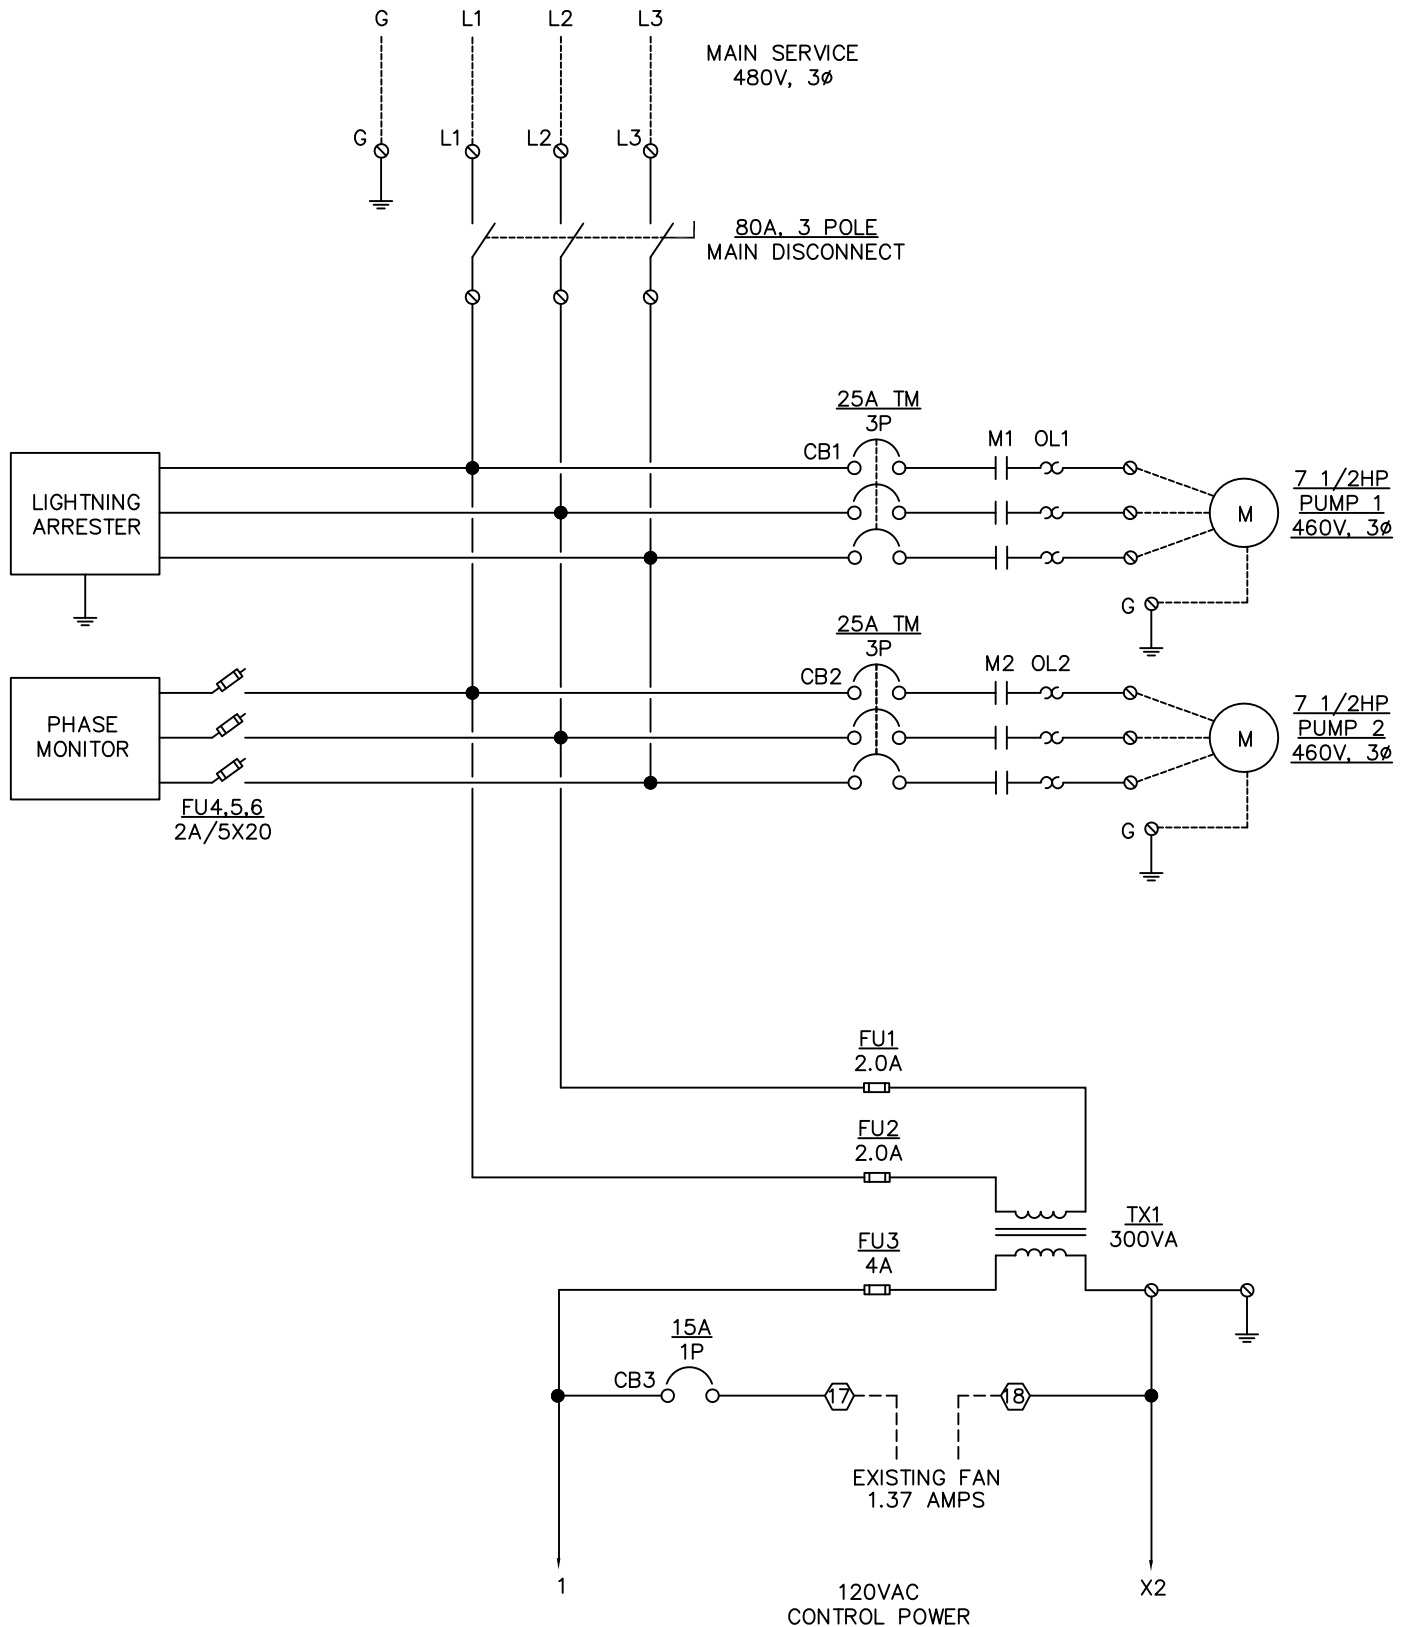 G L1 L2 L3
MAIN SERVICE
480V, 3ø
G L1 L2 L3
80A, 3 POLE
MAIN DISCONNECT
25A TM
3P
CB1
M1 OL1
LIGHTNING
ARRESTER
7 1/2HP
PUMP 1
460V, 3ø
M
G
25A TM
3P
CB2
M2 OL2
PHASE
MONITOR
7 1/2HP
PUMP 2
460V, 3ø
M
FU4,5,6
2A/5X20
G
FU1
2.0A
FU2
2.0A
TX1
300VA
FU3
4A
15A
1P
CB3
17
18
EXISTING FAN
1.37 AMPS
1
X2
120VAC
CONTROL POWER